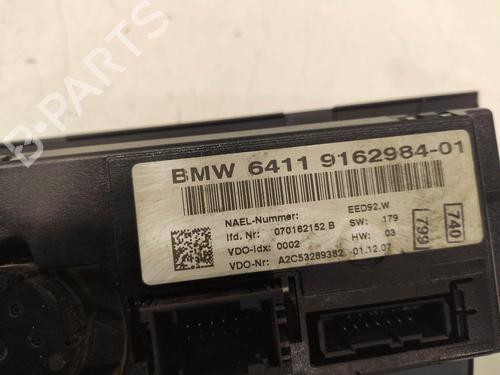 BMW 6411 9162984-01
NAEL-Nummer: EED92.W
lfd. Nr: 070162152 B SW: 179
VDO-Idx: 0002 HW: 03
VDO-Nr: A2C53289382 01.12.07
740
799
B-PARTS